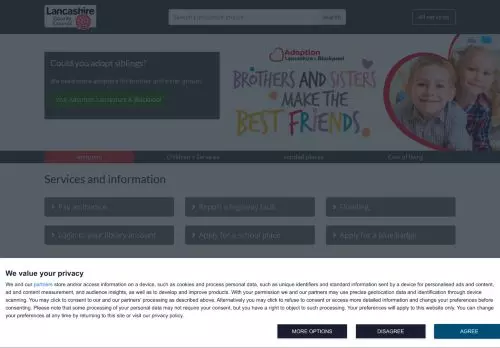 Lancashire
County
Council
Search
All services
Could you adopt siblings?
We need more adopters for brother and sister groups
Visit Adoption Lancashire & Blackpool
Adoption
Lancashire & Blackpool
BROTHERS AND SISTERS
MAKE THE
BEST FRIENDS.
Children's Services
Cost of living
Services and information
Pay an invoice
Report a highway fault
Flooding
Login to your library account
Apply for a school place
Apply for a blue badge
We value your privacy
We and our partners store and/or access information on a device, such as cookies and process personal data, such as unique identifiers and standard information sent by a device for personalised ads and content,
ad and content measurement, and audience insights, as well as to develop and improve products. With your permission we and our partners may use precise geolocation data and identification through device
scanning. You may click to consent to our and our partners' processing as described above. Alternatively you may click to refuse to consent or access more detailed information and change your preferences before
consenting. Please note that some processing of your personal data may not require your consent, but you have a right to object to such processing. Your preferences will apply to this website only. You can change
your preferences at any time by returning to this site or visit our privacy policy.
MORE OPTIONS
DISAGREE
AGREE